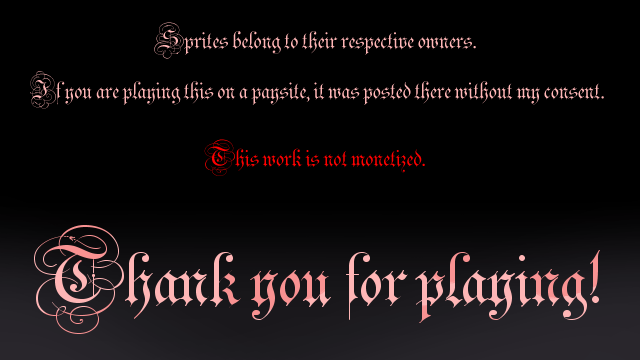 Sprites belong to their respective owners.
If you are playing this on a paysite, it was posted there without my consent.
This work is not monetized.
Thank you for playing!